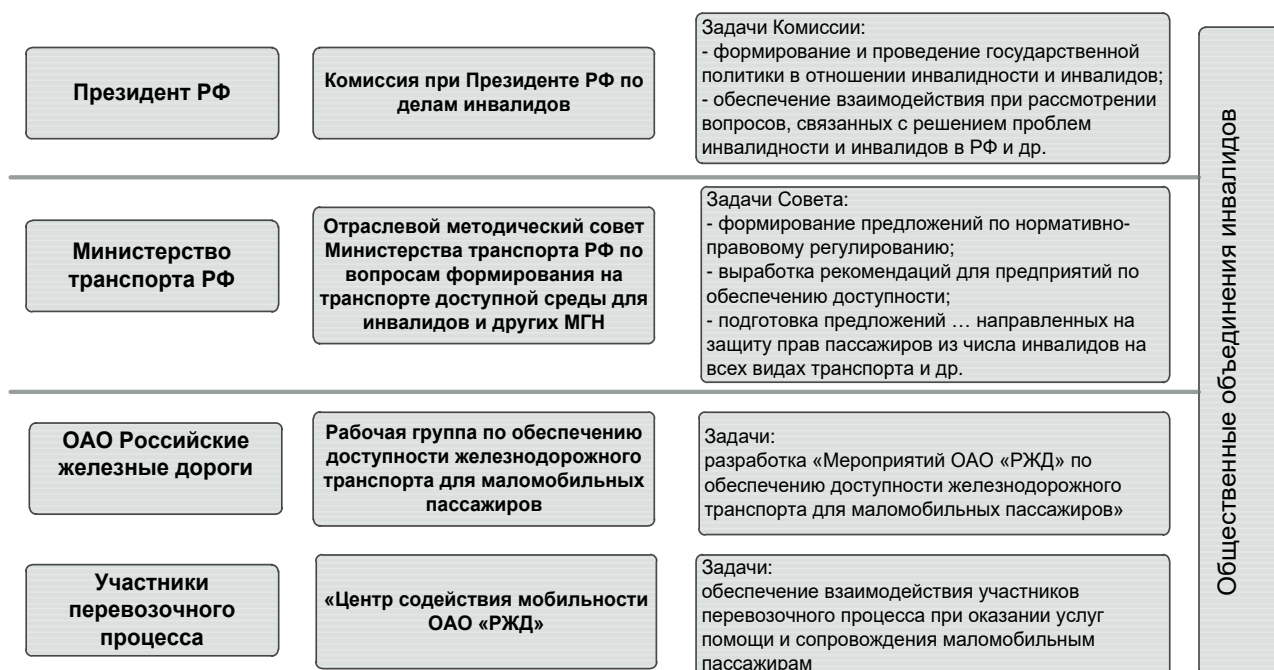 Президент РФ
Комиссия при Президенте РФ по
делам инвалидов
Задачи Комиссии:
- формирование и проведение государственной
политики в отношении инвалидности и инвалидов;
- обеспечение взаимодействия при рассмотрении
вопросов, связанных с решением проблем
инвалидности и инвалидов в РФ и др.
Министерство
транспорта РФ
Отраслевой методический совет
Министерства транспорта РФ по
вопросам формирования на
транспорте доступной среды для
инвалидов и других МГН
Задачи Совета:
- формирование предложений по нормативно-
правовому регулированию;
- выработка рекомендаций для предприятий по
обеспечению доступности;
- подготовка предложений … направленных на
защиту прав пассажиров из числа инвалидов на
всех видах транспорта и др.
ОАО Российские
железные дороги
Рабочая группа по обеспечению
доступности железнодорожного
транспорта для маломобильных
пассажиров
Задачи:
разработка «Мероприятий ОАО «РЖД» по
обеспечению доступности железнодорожного
транспорта для маломобильных пассажиров»
Участники
перевозочного
процесса
«Центр содействия мобильности
ОАО «РЖД»
Задачи:
обеспечение взаимодействия участников
перевозочного процесса при оказании услуг
помощи и сопровождения маломобильным
пассажирам
Общественные объединения инвалидов